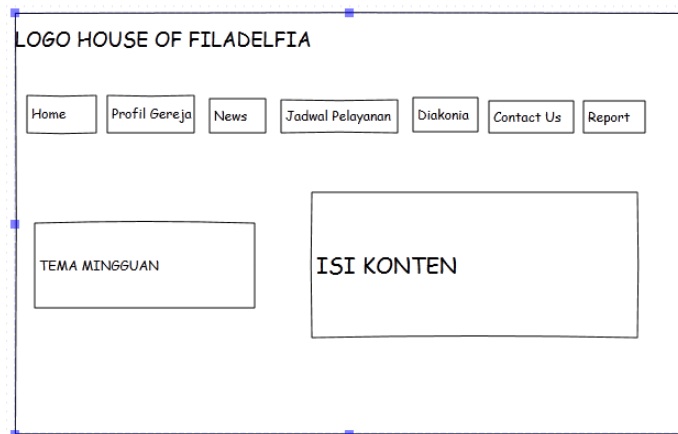 LOGO HOUSE OF FILADELFIA
Home
Profil Gereja
News
Jadwal Pelayanan
Diakonia
Contact Us
Report
TEMA MINGGUAN
ISI KONTEN